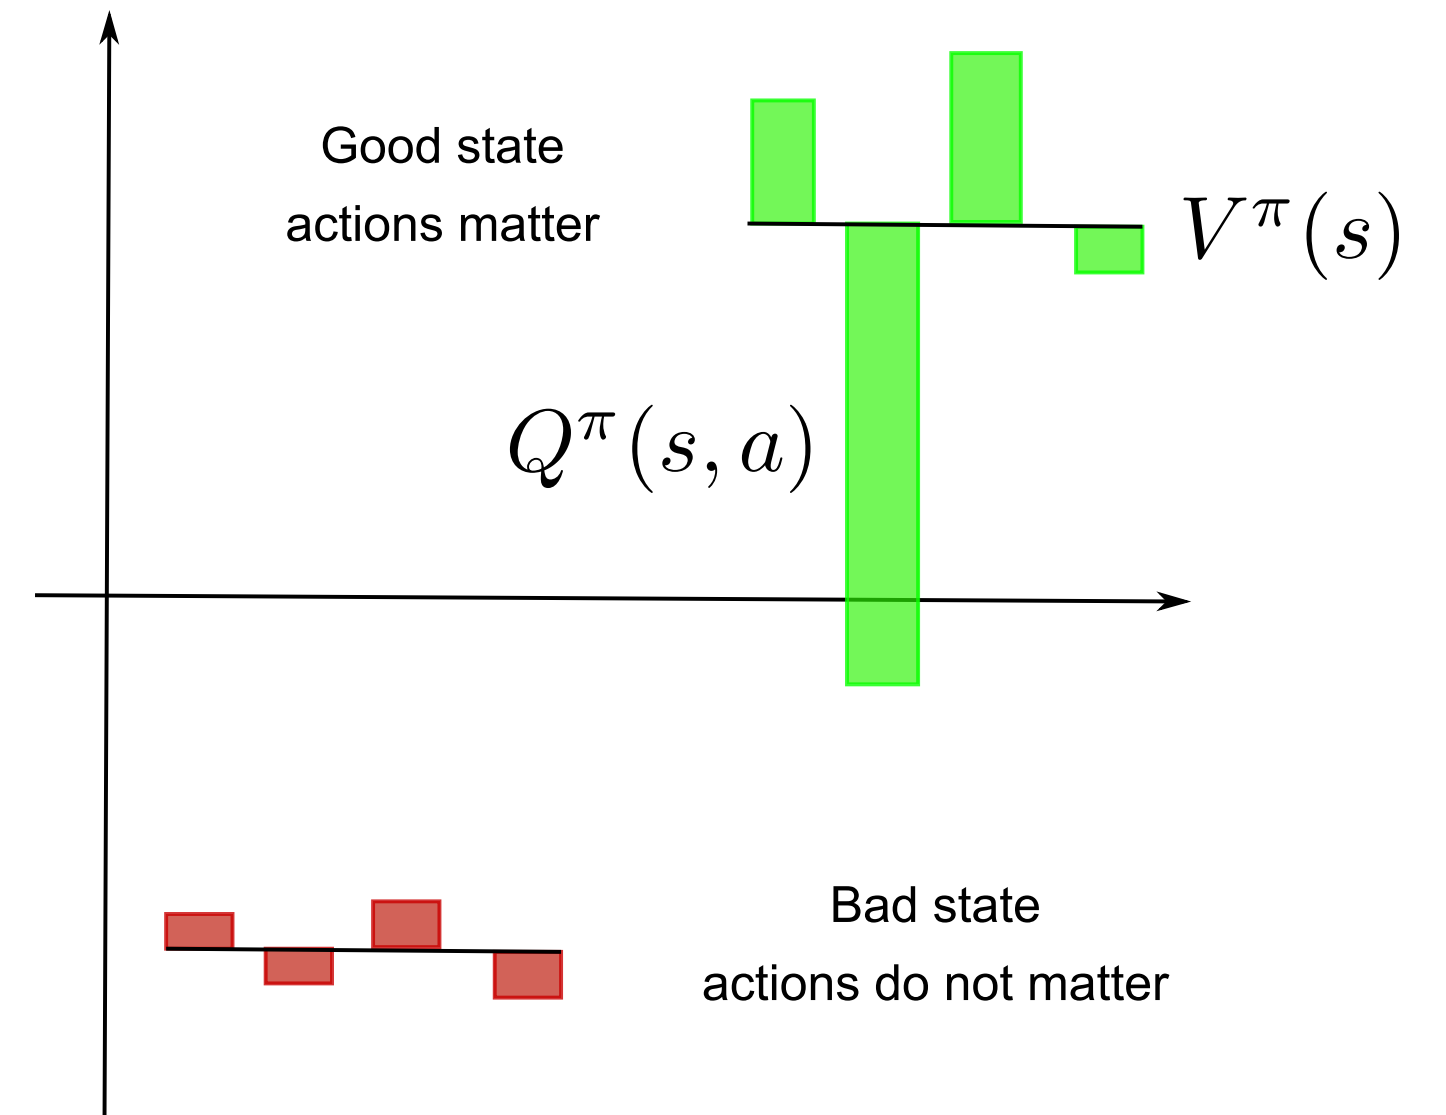 Good state
actions matter
V^π(s)
Q^π(s, a)
Bad state
actions do not matter